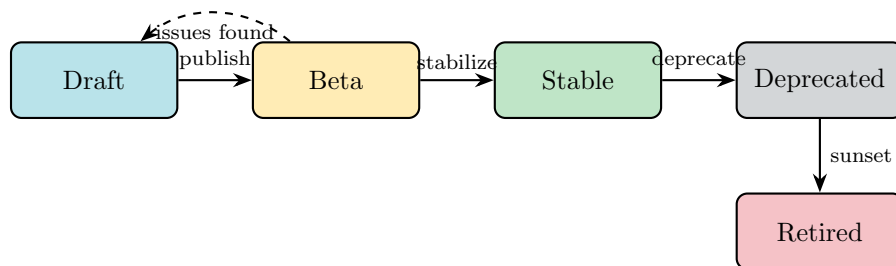 issues found
publish
stabilize
deprecate
Draft
Beta
Stable
Deprecated
sunset
Retired